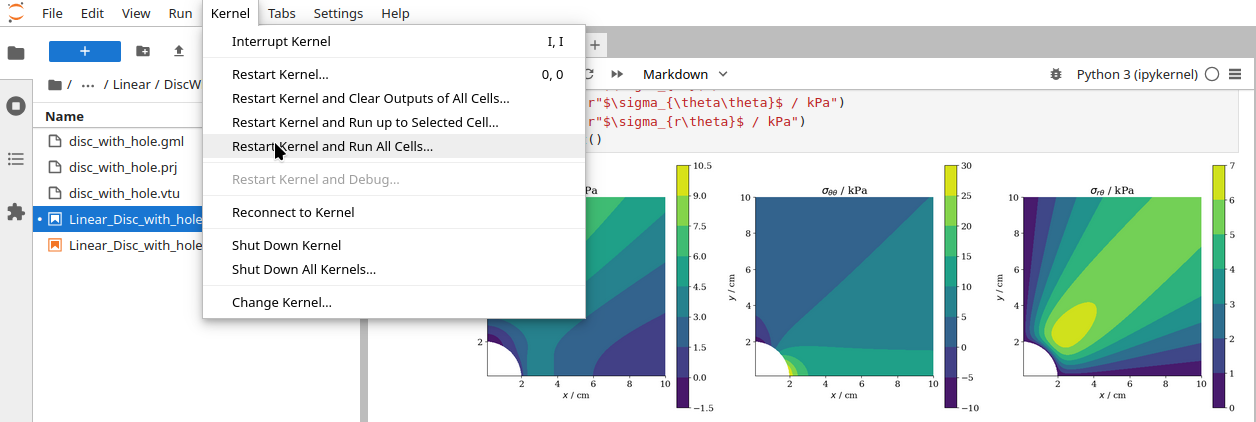 File Edit View Run Kernel Tabs Settings Help
Interrupt Kernel I, I
Restart Kernel... 0, 0
Restart Kernel and Clear Outputs of All Cells...
Restart Kernel and Run up to Selected Cell...
Restart Kernel and Run All Cells...
Restart Kernel and Debug...
Reconnect to Kernel
Shut Down Kernel
Shut Down All Kernels...
Change Kernel...
+
/ ... / Linear / DiscW
Name
disc_with_hole.gml
disc_with_hole.prj
disc_with_hole.vtu
Linear_Disc_with_hole
Linear_Disc_with_hole
+
Markdown
Python 3 (ipykernel)
r"$\sigma_{\theta\theta}$ / kPa")
r"$\sigma_{r\theta}$ / kPa")
()
Pa
10.5
9.0
7.5
6.0
4.5
3.0
1.5
0.0
−1.5
2
2 4 6 8 10
x / cm
σθθ / kPa
y / cm
10
8
6
4
2
2 4 6 8 10
x / cm
30
25
20
15
10
5
0
−5
−10
σrθ / kPa
y / cm
10
8
6
4
2
2 4 6 8 10
x / cm
7
6
5
4
3
2
1
0